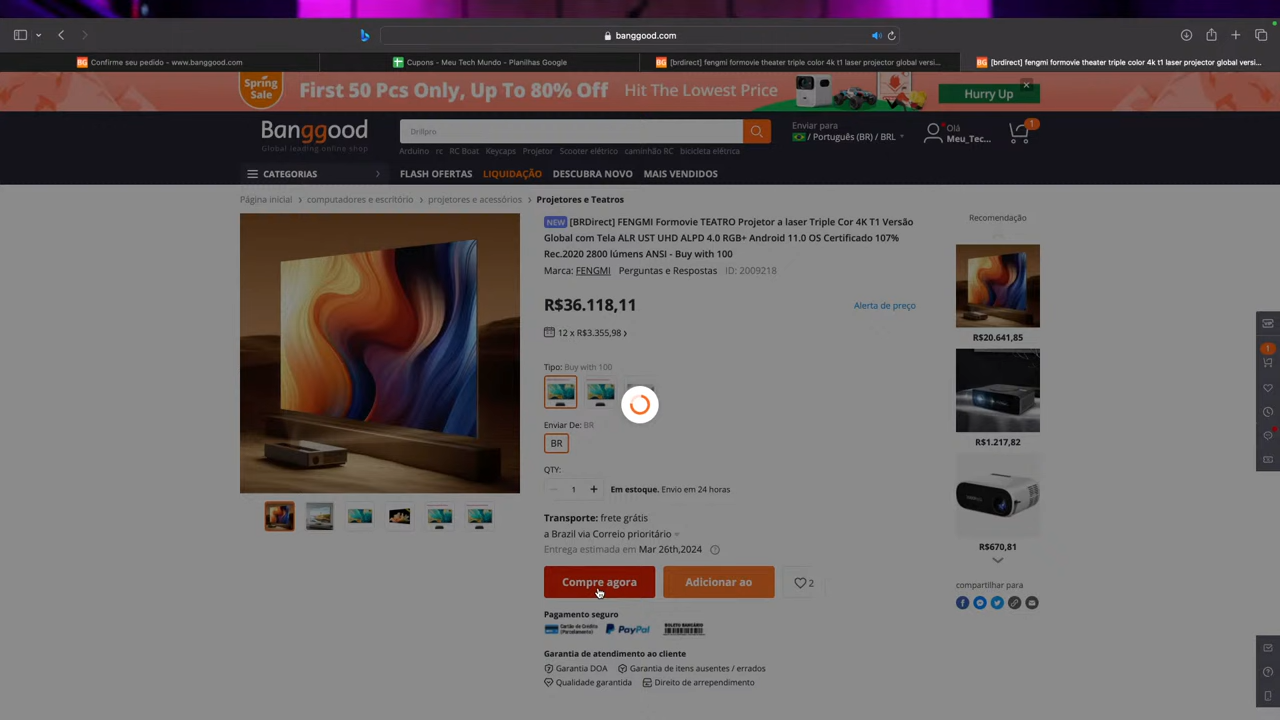 banggood.com
Confirme seu pedido - www.banggood.com
Cupons - Meu Tech Mundo - Planilhas Google
[brdirect] fengmi formovie theater triple color 4k t1 laser projector global versi...
[brdirect] fengmi formovie theater triple color 4k t1 laser projector global versi...
Spring Sale
First 50 Pcs Only, Up To 80% Off
Hit The Lowest Price
Hurry Up
Banggood
Global leading online shop
Drillpro
Arduino rc RC Boat Keycaps Projetor Scooter elétrico caminhão RC bicicleta elétrica
Enviar para
/ Português (BR) / BRL
Olá
Meu_Tec...
1
CATEGORIAS
FLASH OFERTAS
LIQUIDAÇÃO
DESCUBRA NOVO
MAIS VENDIDOS
Página inicial > computadores e escritório > projetores e acessórios > Projetores e Teatros
NEW [BRDirect] FENGMI Formovie TEATRO Projetor a laser Triple Cor 4K T1 Versão
Global com Tela ALR UST UHD ALPD 4.0 RGB+ Android 11.0 OS Certificado 107%
Rec.2020 2800 lúmens ANSI - Buy with 100
Marca: FENGMI Perguntas e Respostas ID: 2009218
R$36.118,11
Alerta de preço
12 x R$3.355,98 >
Tipo: Buy with 100
Enviar De: BR
BR
QTY:
1
Em estoque. Envio em 24 horas
Transporte: frete grátis
a Brazil via Correio prioritário
Entrega estimada em Mar 26th,2024
Compre agora
Adicionar ao
2
Pagamento seguro
Cartão de Crédito
(Parcelamento)
PayPal
BOLETO BANCÁRIO
Garantia de atendimento ao cliente
Garantia DOA
Garantia de itens ausentes / errados
Qualidade garantida
Direito de arrependimento
Recomendação
R$20.641,85
R$1.217,82
R$670,81
compartilhar para
1